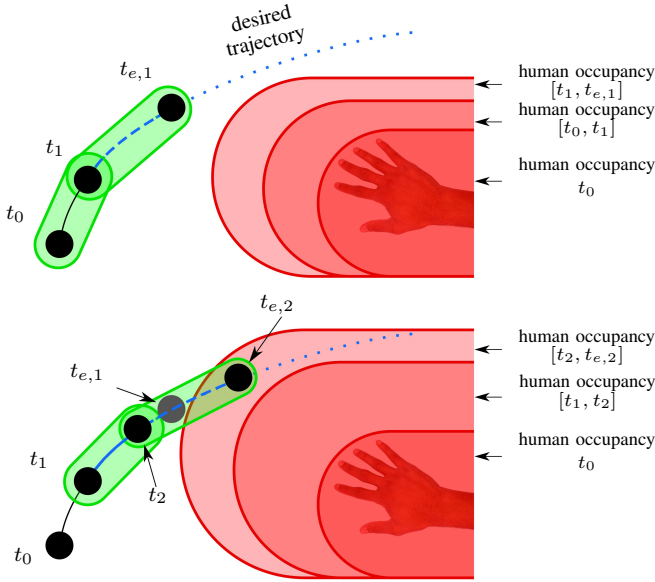 desired
trajectory
t_{e,1}
human occupancy
[t_1, t_{e,1}]
human occupancy
[t_0, t_1]
t_1
human occupancy
t_0
t_0
t_{e,2}
human occupancy
[t_2, t_{e,2}]
t_{e,1}
human occupancy
[t_1, t_2]
t_1
human occupancy
t_0
t_2
t_0